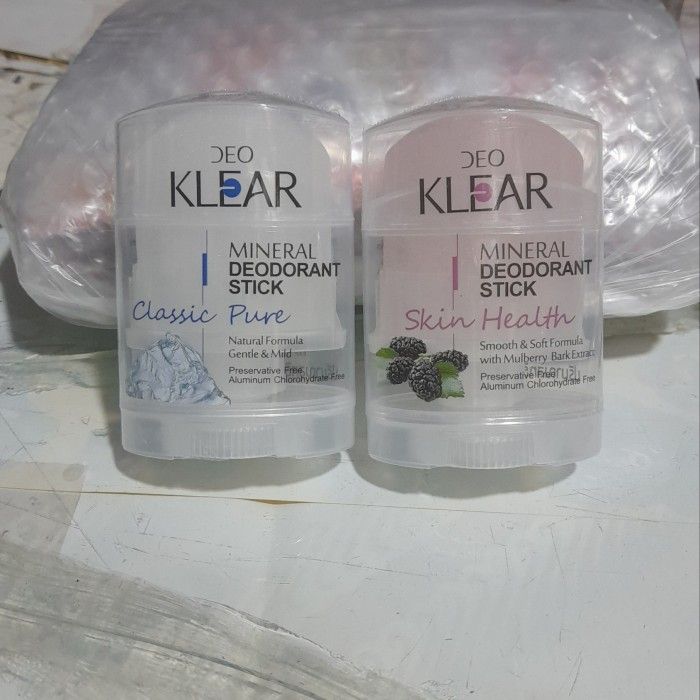 DEO
KLEAR
MINERAL
DEODORANT
STICK
Classic Pure
Natural Formula
Gentle & Mild
Preservative Free
Aluminum Chlorohydrate Free
DEO
KLEAR
MINERAL
DEODORANT
STICK
Skin Health
Smooth & Soft Formula
with Mulberry Bark Extract
Preservative Free
Aluminum Chlorohydrate Free